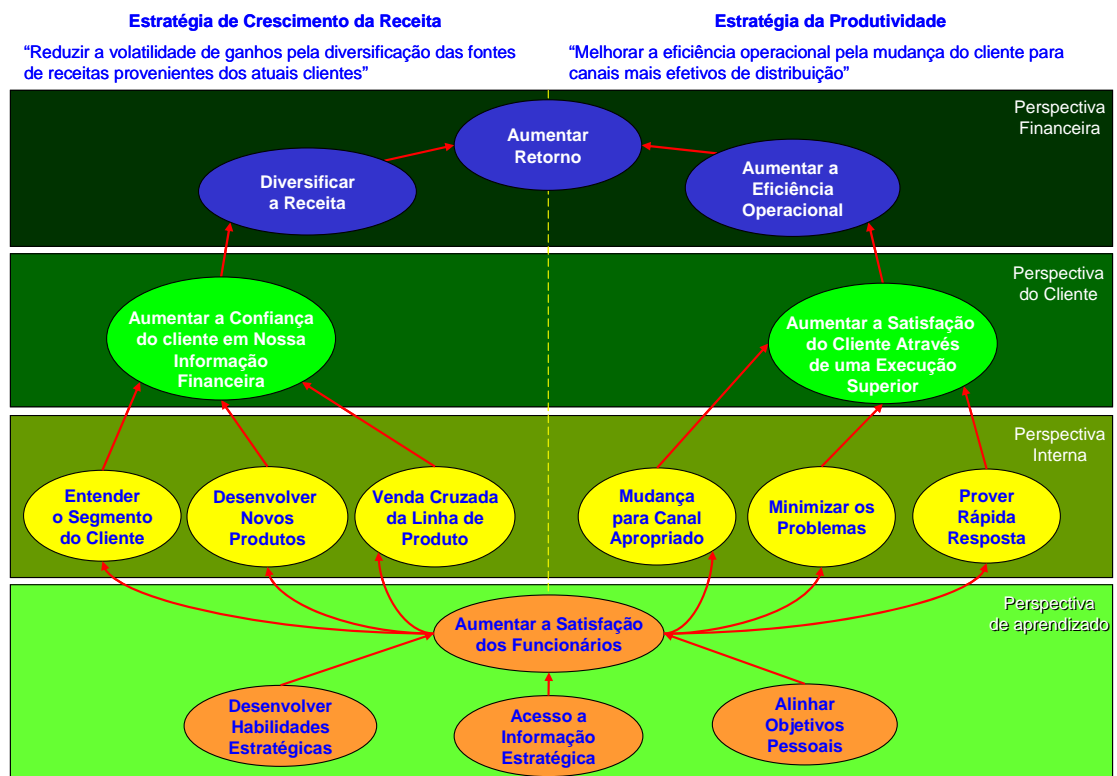 Estratégia de Crescimento da Receita
“Reduzir a volatilidade de ganhos pela diversificação das fontes
de receitas provenientes dos atuais clientes”
Estratégia da Produtividade
“Melhorar a eficiência operacional pela mudança do cliente para
canais mais efetivos de distribuição”
Perspectiva
Financeira
Aumentar
Retorno
Diversificar
a Receita
Aumentar a
Eficiência
Operacional
Perspectiva
do Cliente
Aumentar a Confiança
do cliente em Nossa
Informação
Financeira
Aumentar a Satisfação
do Cliente Através
de uma Execução
Superior
Perspectiva
Interna
Entender
o Segmento
do Cliente
Desenvolver
Novos
Produtos
Venda Cruzada
da Linha de
Produto
Mudança
para Canal
Apropriado
Minimizar os
Problemas
Prover
Rápida
Resposta
Perspectiva
de aprendizado
Aumentar a Satisfação
dos Funcionários
Desenvolver
Habilidades
Estratégicas
Acesso a
Informação
Estratégica
Alinhar
Objetivos
Pessoais